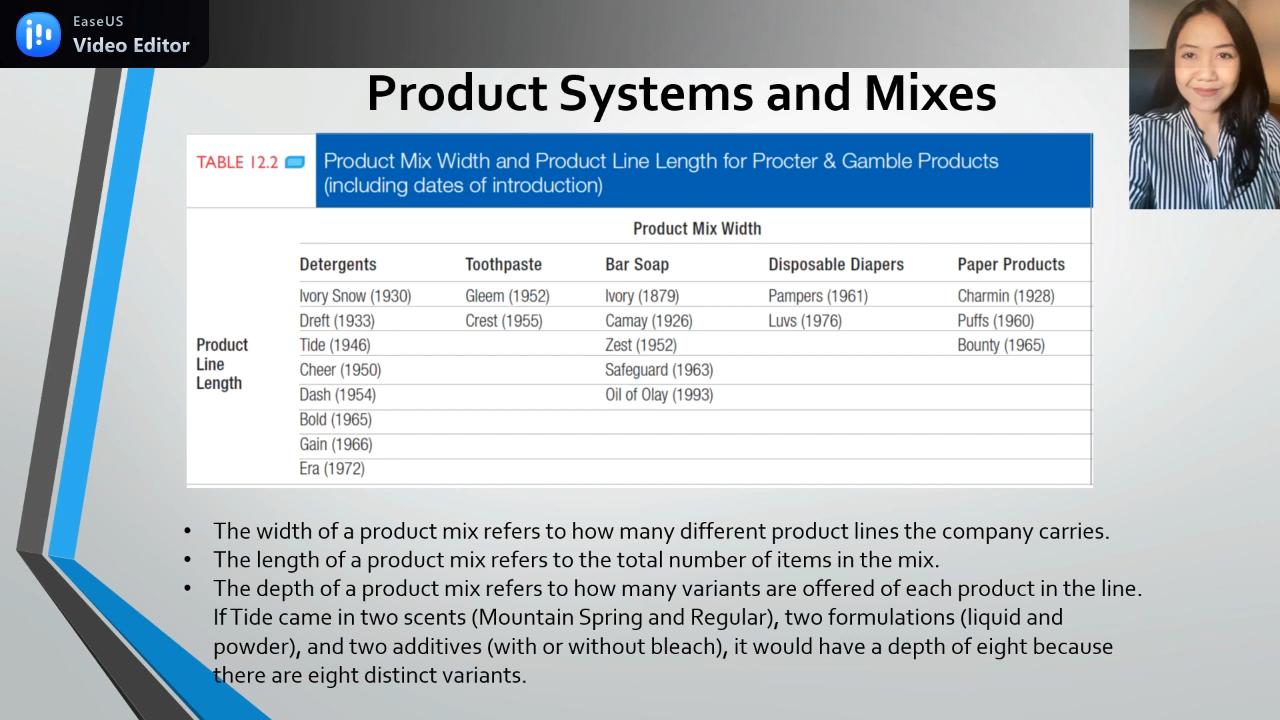 EaseUS
Video Editor
Product Systems and Mixes
TABLE 12.2
Product Mix Width and Product Line Length for Procter & Gamble Products
(including dates of introduction)
Product Mix Width
Detergents Toothpaste Bar Soap Disposable Diapers Paper Products
Ivory Snow (1930) Gleem (1952) Ivory (1879) Pampers (1961) Charmin (1928)
Dreft (1933) Crest (1955) Camay (1926) Luvs (1976) Puffs (1960)
Product Tide (1946) Zest (1952) Bounty (1965)
Line Cheer (1950) Safeguard (1963)
Length Dash (1954) Oil of Olay (1993)
Bold (1965)
Gain (1966)
Era (1972)
• The width of a product mix refers to how many different product lines the company carries.
• The length of a product mix refers to the total number of items in the mix.
• The depth of a product mix refers to how many variants are offered of each product in the line.
If Tide came in two scents (Mountain Spring and Regular), two formulations (liquid and
powder), and two additives (with or without bleach), it would have a depth of eight because
there are eight distinct variants.